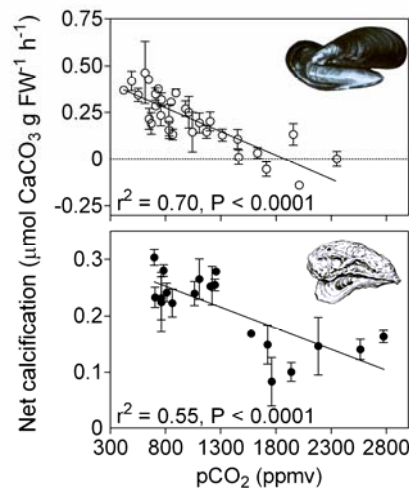 Net calcification (μmol CaCO₃ g FW⁻¹ h⁻¹)
0.75
0.50
0.25
0
-0.25
r² = 0.70, P < 0.0001
0.3
0.2
0.1
0
r² = 0.55, P < 0.0001
300 800 1300 1800 2300 2800
pCO₂ (ppmv)